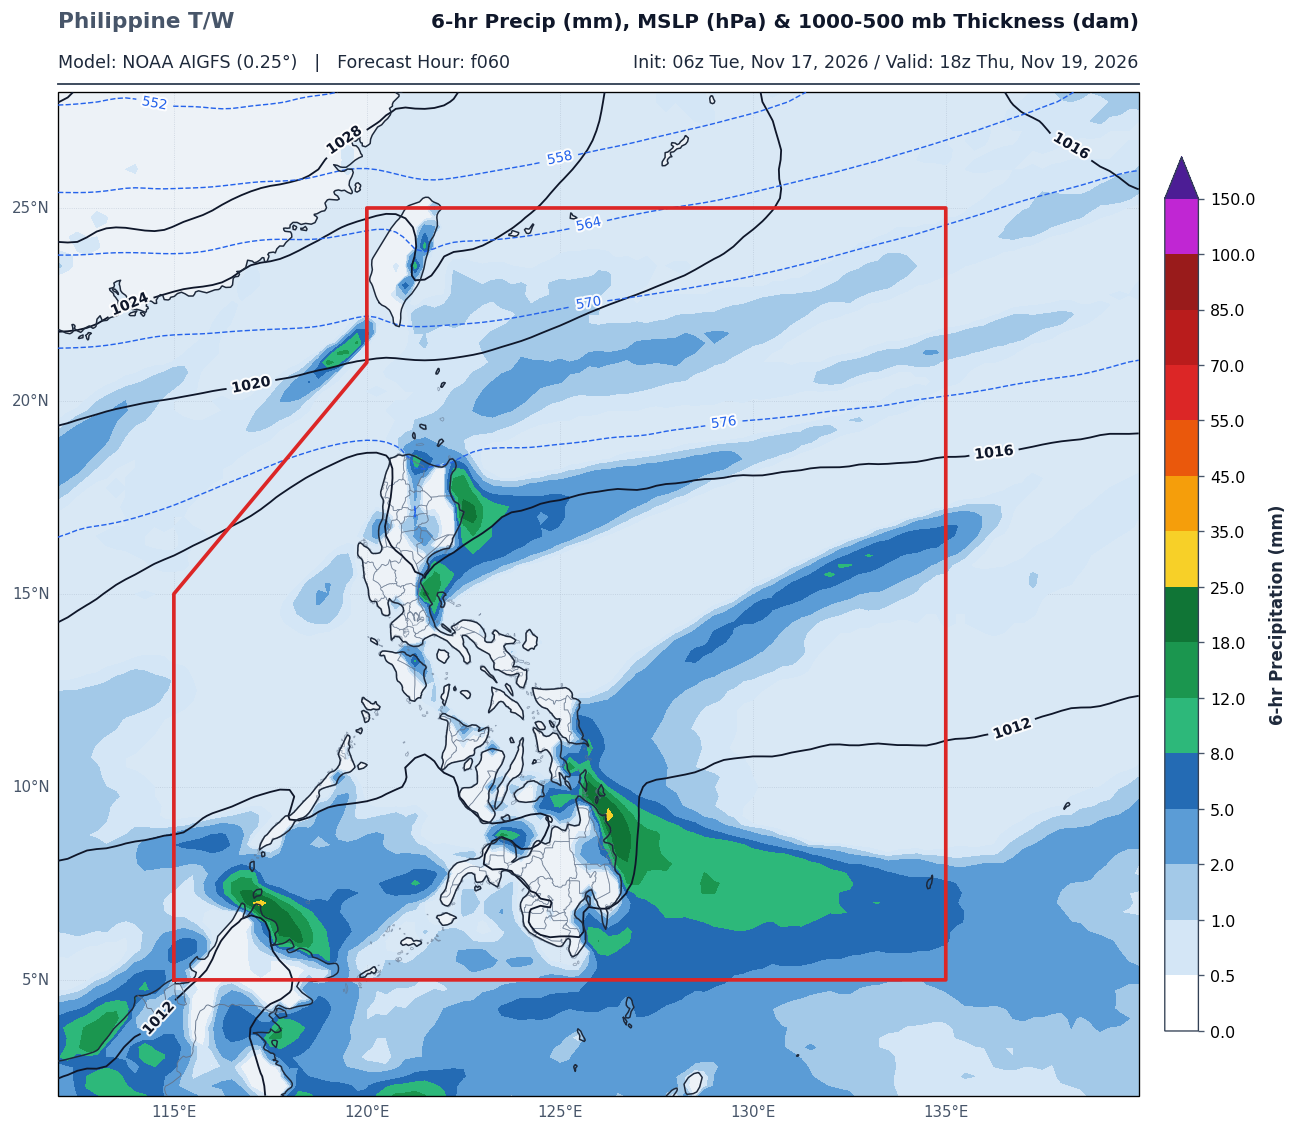 Philippine T/W
6-hr Precip (mm), MSLP (hPa) & 1000-500 mb Thickness (dam)
Model: NOAA AIGFS (0.25°) | Forecast Hour: f060
Init: 06z Tue, Nov 17, 2026 / Valid: 18z Thu, Nov 19, 2026
552
1028
558
1016
25°N
564
1024
570
1020
20°N
576
1016
15°N
1012
10°N
5°N
1012
115°E
120°E
125°E
130°E
135°E
150.0
100.0
85.0
70.0
55.0
45.0
35.0
25.0
18.0
12.0
8.0
5.0
2.0
1.0
0.5
0.0
6-hr Precipitation (mm)